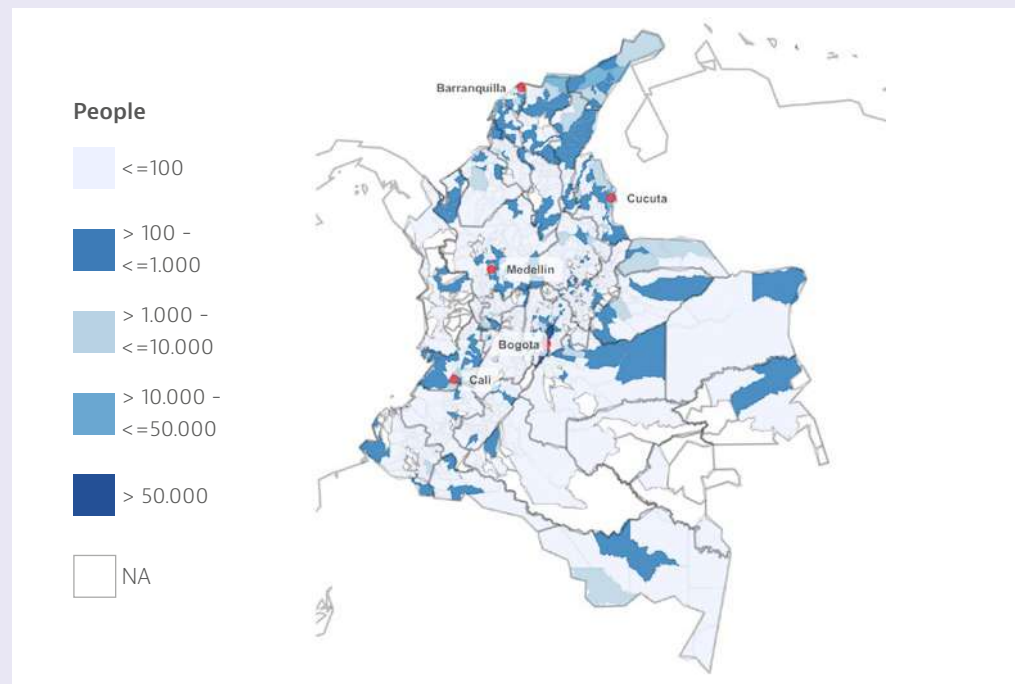 People
<=100
> 100 -
<=1.000
> 1.000 -
<=10.000
> 10.000 -
<=50.000
> 50.000
NA
Barranquilla
Cucuta
Medellin
Bogota
Cali